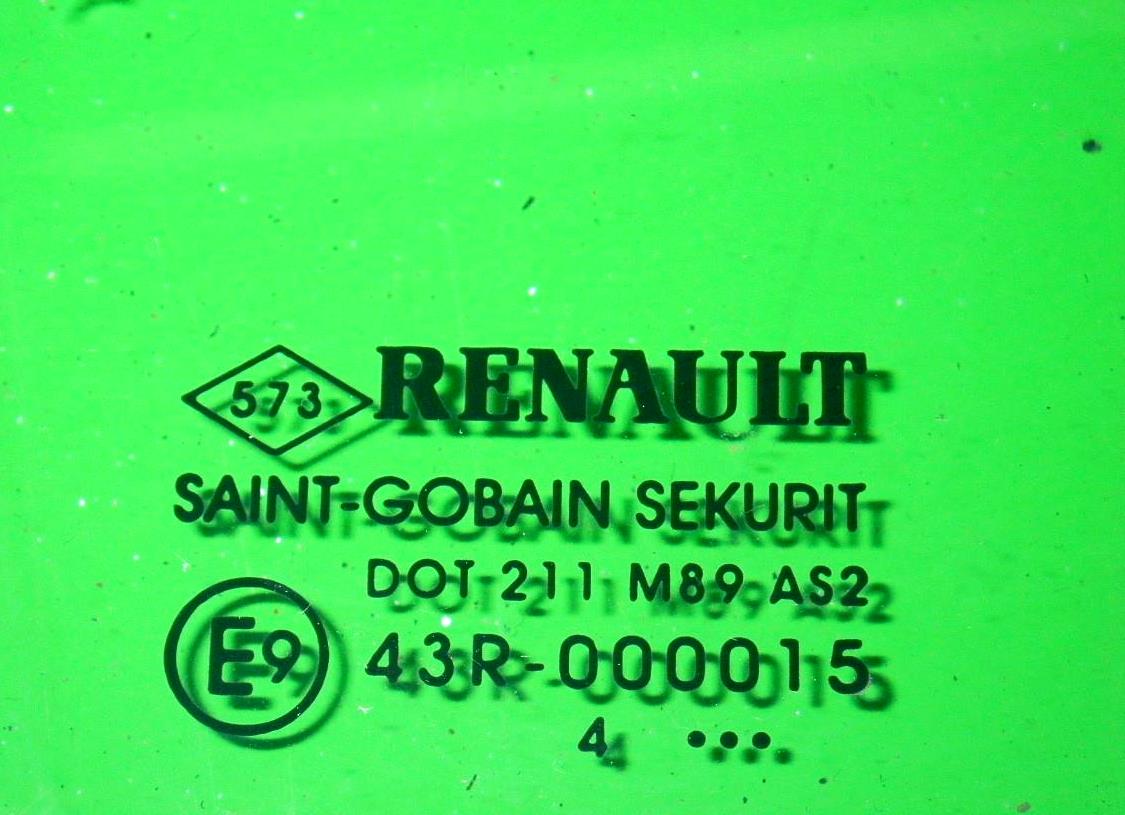 573 RENAULT
SAINT-GOBAIN SEKURIT
DOT 211 M89 AS2
E9 43R-000015
4 •••